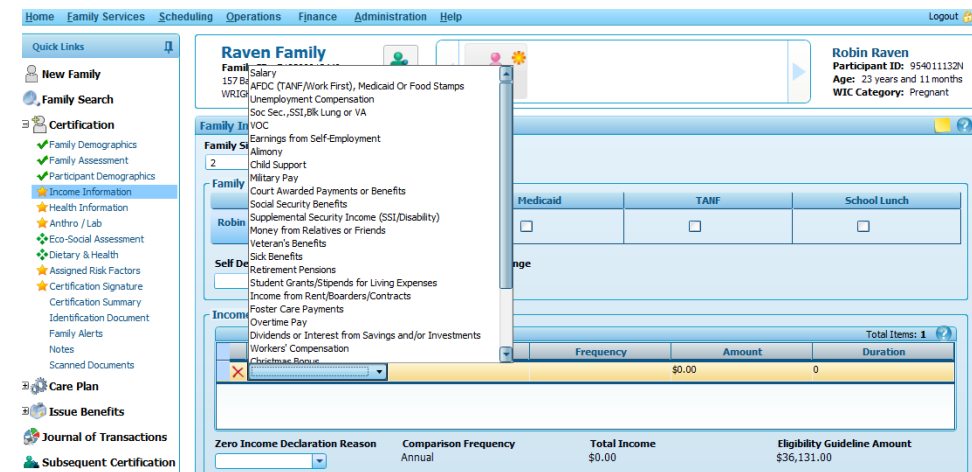 Home Family Services Scheduling Operations Finance Administration Help Logout
Quick Links
New Family
Family Search
Certification
Family Demographics
Family Assessment
Participant Demographics
Income Information
Health Information
Anthro / Lab
Eco-Social Assessment
Dietary & Health
Assigned Risk Factors
Certification Signature
Certification Summary
Identification Document
Family Alerts
Notes
Scanned Documents
Care Plan
Issue Benefits
Journal of Transactions
Subsequent Certification
Raven Family
157 Ba
WRIGH
Robin Raven
Participant ID: 954011132N
Age: 23 years and 11 months
WIC Category: Pregnant
Family In
Family Si
2
Family
Medicaid TANF School Lunch
Robin
Self De
nge
Salary
AFDC (TANF/Work First), Medicaid Or Food Stamps
Unemployment Compensation
Soc Sec.,SSI,Blk Lung or VA
VOC
Earnings from Self-Employment
Alimony
Child Support
Military Pay
Court Awarded Payments or Benefits
Social Security Benefits
Supplemental Security Income (SSI/Disability)
Money from Relatives or Friends
Veteran's Benefits
Sick Benefits
Retirement Pensions
Student Grants/Stipends for Living Expenses
Income from Rent/Boarders/Contracts
Foster Care Payments
Overtime Pay
Dividends or Interest from Savings and/or Investments
Workers' Compensation
Christmas Bonus
Income
Total Items: 1
Frequency Amount Duration
$0.00 0
Zero Income Declaration Reason Comparison Frequency Total Income Eligibility Guideline Amount
Annual $0.00 $36,131.00